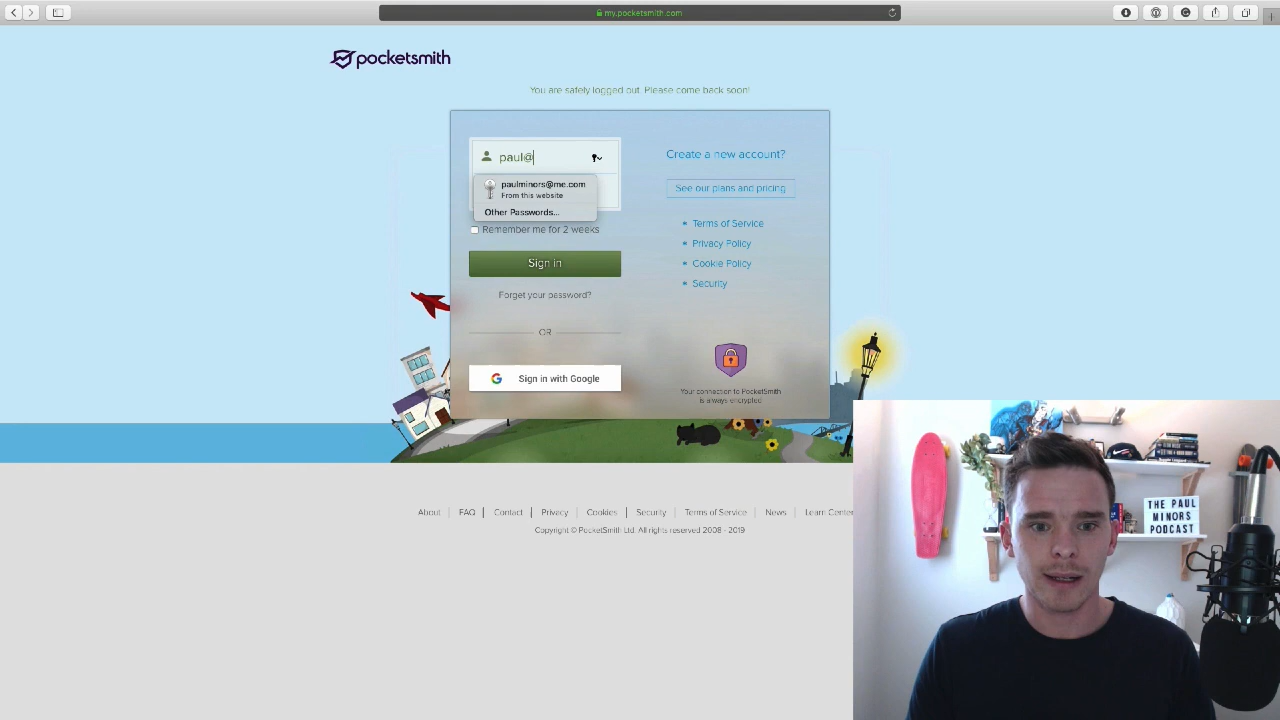 my.pocketsmith.com
pocketsmith
You are safely logged out. Please come back soon!
paul@
paulminors@me.com
From this website
Other Passwords...
Remember me for 2 weeks
Sign in
Forget your password?
OR
Sign in with Google
Create a new account?
See our plans and pricing
Terms of Service
Privacy Policy
Cookie Policy
Security
Your connection to PocketSmith
is always encrypted
About | FAQ | Contact | Privacy | Cookies | Security | Terms of Service | News | Learn Center
Copyright © PocketSmith Ltd. All rights reserved 2008 - 2019
THE PAUL
MINORS
PODCAST